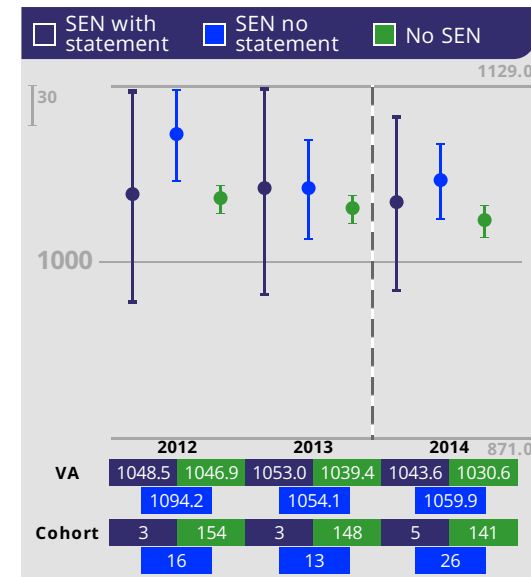 SEN with statement
SEN no statement
No SEN
1129.0
30
1000
871.0
2012 2013 2014
VA 1048.5 1046.9 1053.0 1039.4 1043.6 1030.6
1094.2 1054.1 1059.9
Cohort 3 154 3 148 5 141
16 13 26